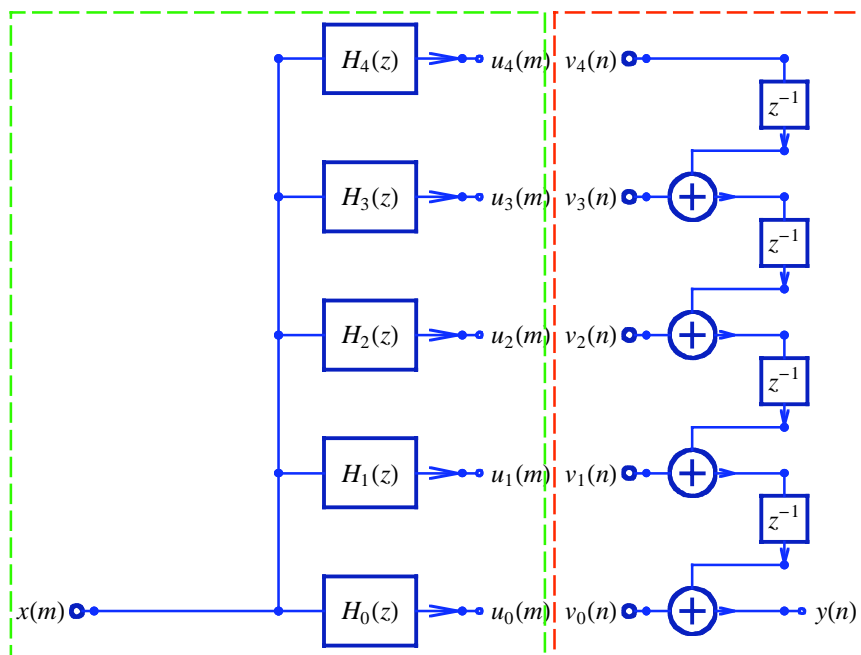 H₄(z) u₄(m) v₄(n)
z⁻¹
H₃(z) u₃(m) v₃(n) +
z⁻¹
H₂(z) u₂(m) v₂(n) +
z⁻¹
H₁(z) u₁(m) v₁(n) +
z⁻¹
x(m) H₀(z) u₀(m) v₀(n) + y(n)